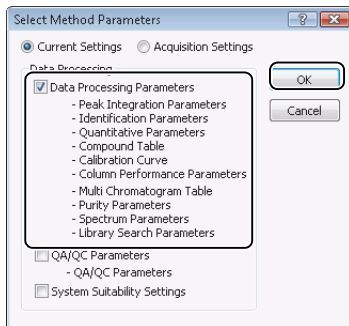 Select Method Parameters
Current Settings Acquisition Settings
Data Processing
Data Processing Parameters
- Peak Integration Parameters
- Identification Parameters
- Quantitative Parameters
- Compound Table
- Calibration Curve
- Column Performance Parameters
- Multi Chromatogram Table
- Purity Parameters
- Spectrum Parameters
- Library Search Parameters
QA/QC Parameters
- QA/QC Parameters
System Suitability Settings
OK
Cancel